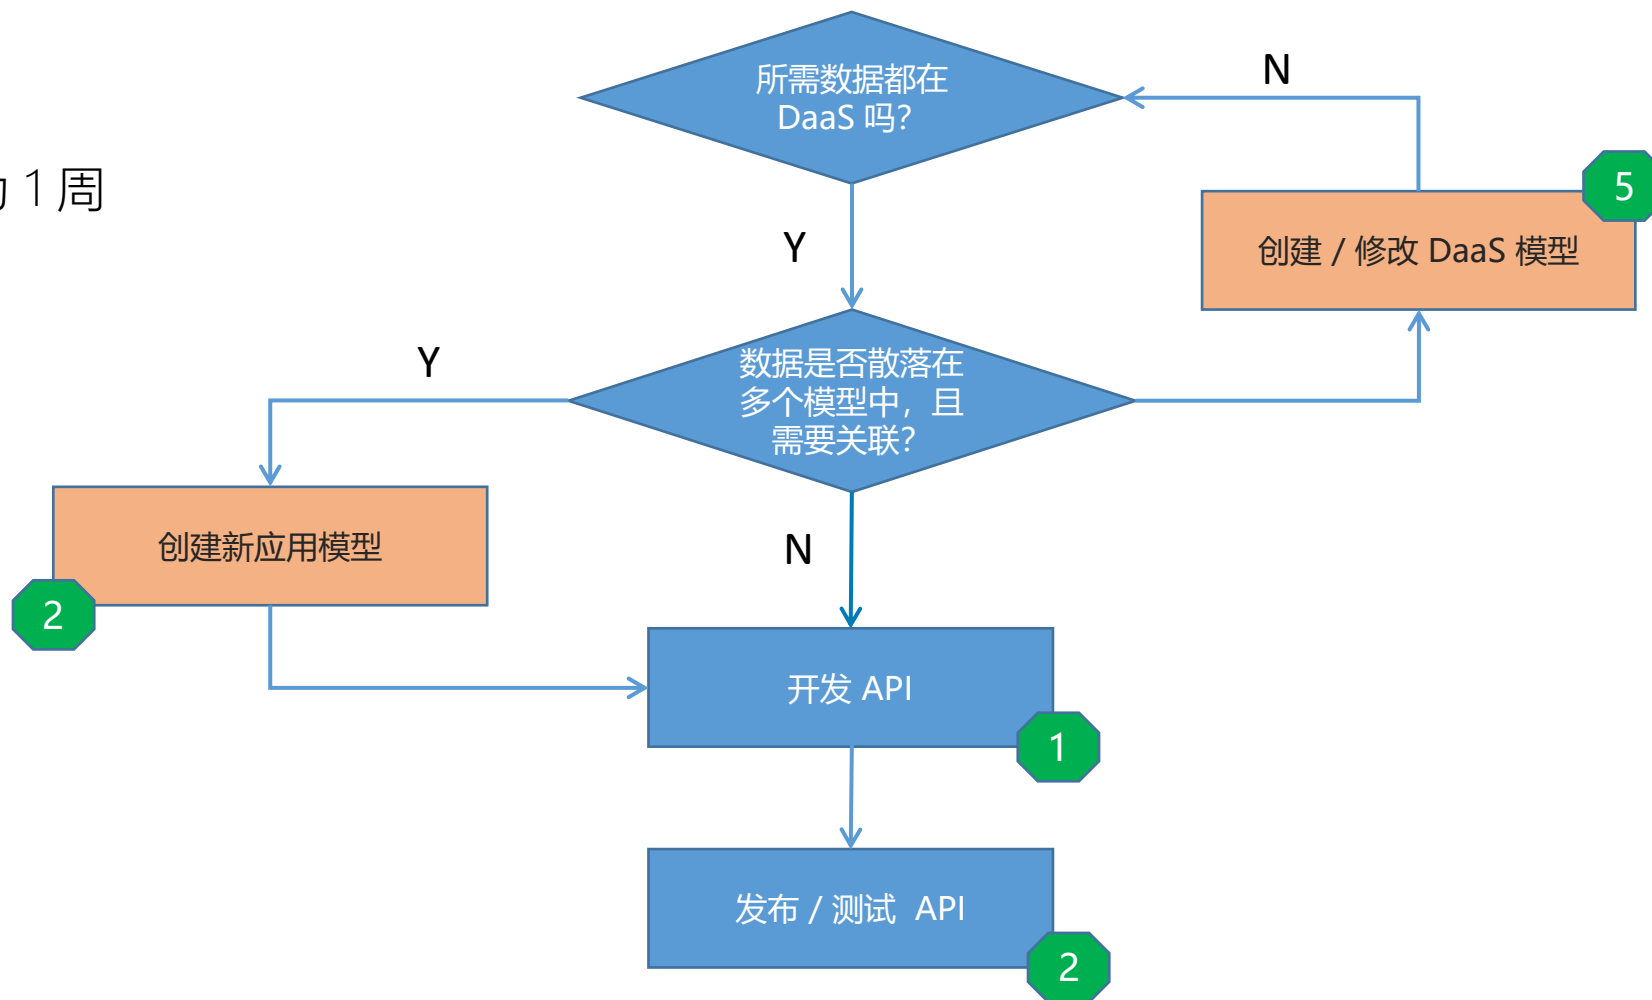 所需数据都在
DaaS 吗?
N
1 周
5
创建 / 修改 DaaS 模型
Y
Y
数据是否散落在
多个模型中，且
需要关联?
创建新应用模型
2
N
开发 API
1
发布 / 测试 API
2